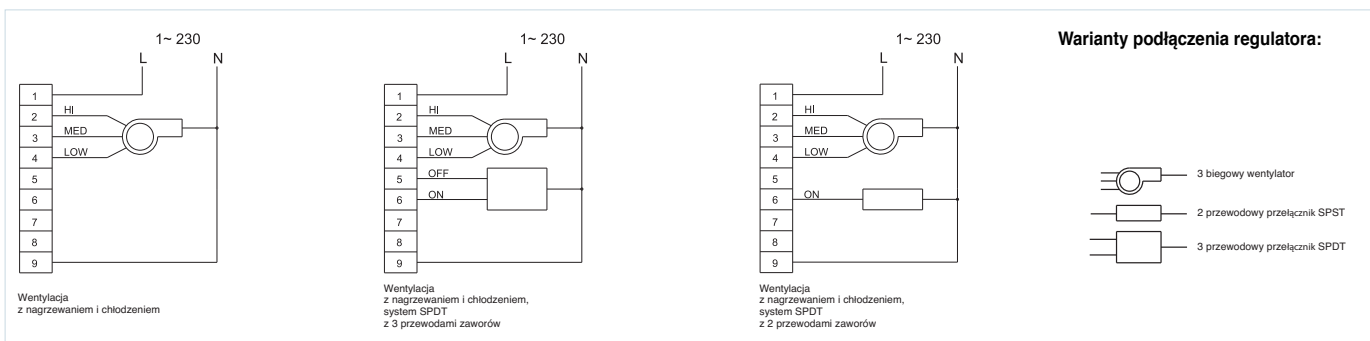 1~ 230
L N
1
2 HI
3 MED
4 LOW
5
6
7
8
9
Wentylacja
z nagrzewaniem i chłodzeniem
1~ 230
L N
1
2 HI
3 MED
4 LOW
5 OFF
6 ON
7
8
9
Wentylacja
z nagrzewaniem i chłodzeniem,
system SPDT
z 3 przewodami zaworów
1~ 230
L N
1
2 HI
3 MED
4 LOW
5
6 ON
7
8
9
Wentylacja
z nagrzewaniem i chłodzeniem,
system SPDT
z 2 przewodami zaworów
Warianty podłączenia regulatora:
3 biegowy wentylator
2 przewodowy przełącznik SPST
3 przewodowy przełącznik SPDT